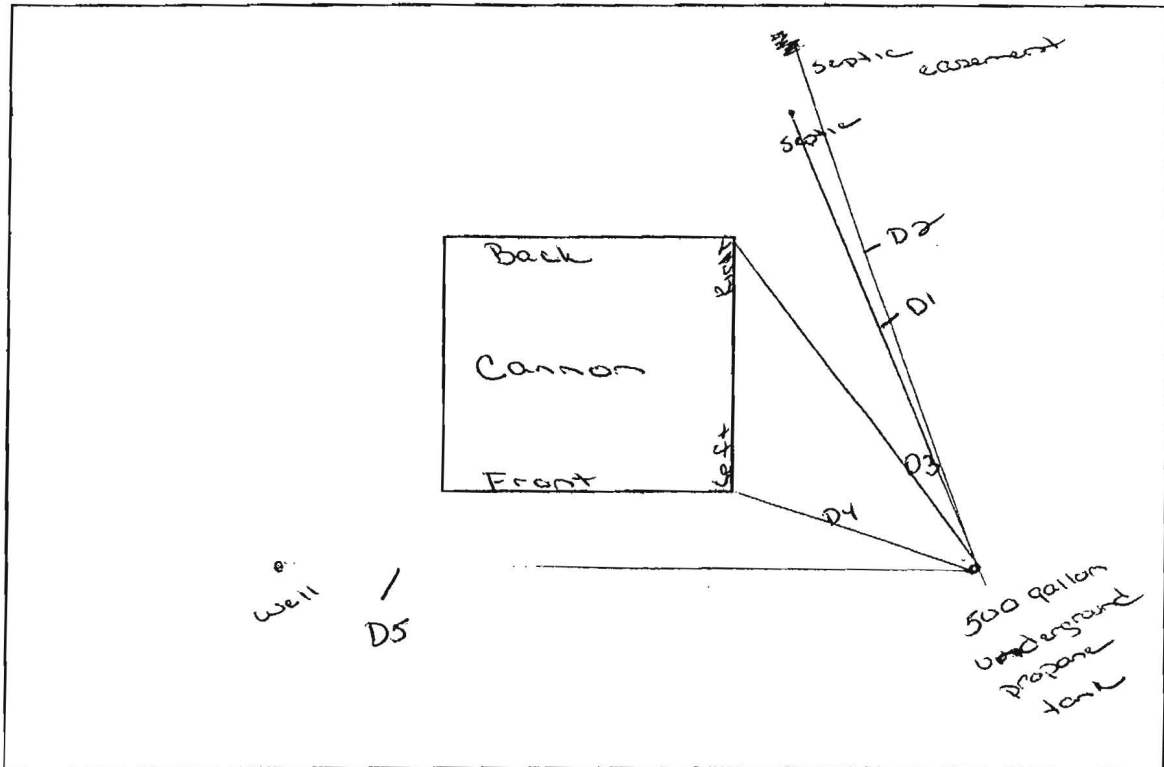 septic easement
septic
D2
Back
Right
D1
Cannon
Left
D3
Front
D4
well
D5
500 gallon
underground
propane
tank